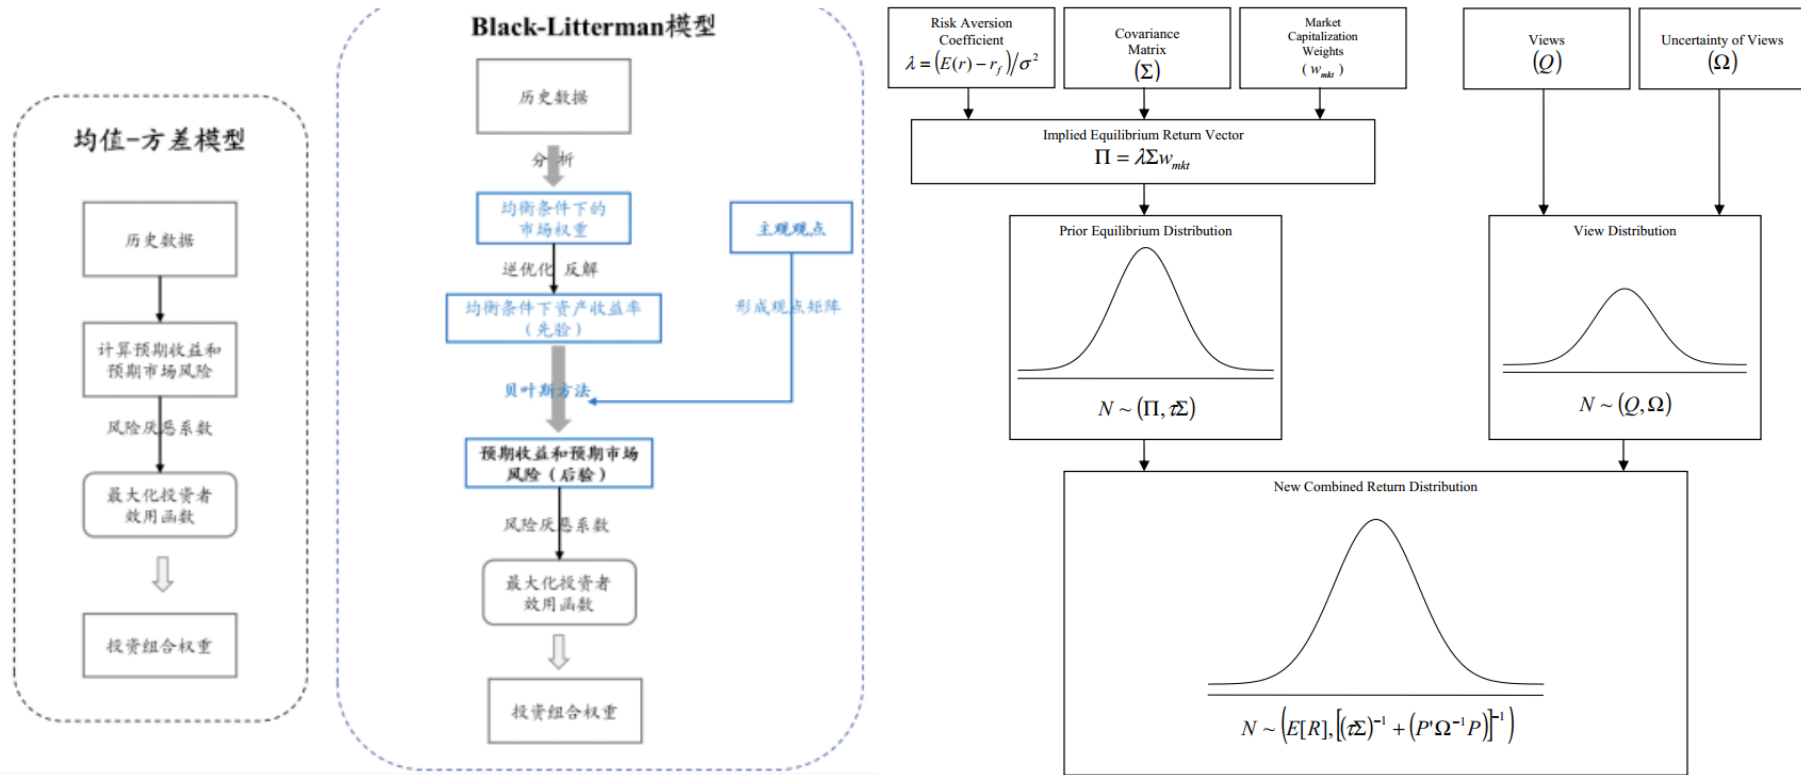 均值-方差模型
历史数据
计算预期收益和
预期市场风险
风险厌恶系数
最大化投资者
效用函数
投资组合权重
Black-Litterman模型
历史数据
分析
均衡条件下的
市场权重
逆优化 反解
均衡条件下资产收益率
（先验）
主观观点
形成观点矩阵
贝叶斯方法
预期收益和预期市场
风险（后验）
风险厌恶系数
最大化投资者
效用函数
投资组合权重
Risk Aversion
Coefficient
λ = (E(r) − r_f)/σ²
Covariance
Matrix
(Σ)
Market
Capitalization
Weights
(w_mkt)
Views
(Q)
Uncertainty of Views
(Ω)
Implied Equilibrium Return Vector
Π = λΣw_mkt
Prior Equilibrium Distribution
N ~ (Π, τΣ)
View Distribution
N ~ (Q, Ω)
New Combined Return Distribution
N ~ (E[R], [(τΣ)⁻¹ + (P'Ω⁻¹P)]⁻¹)